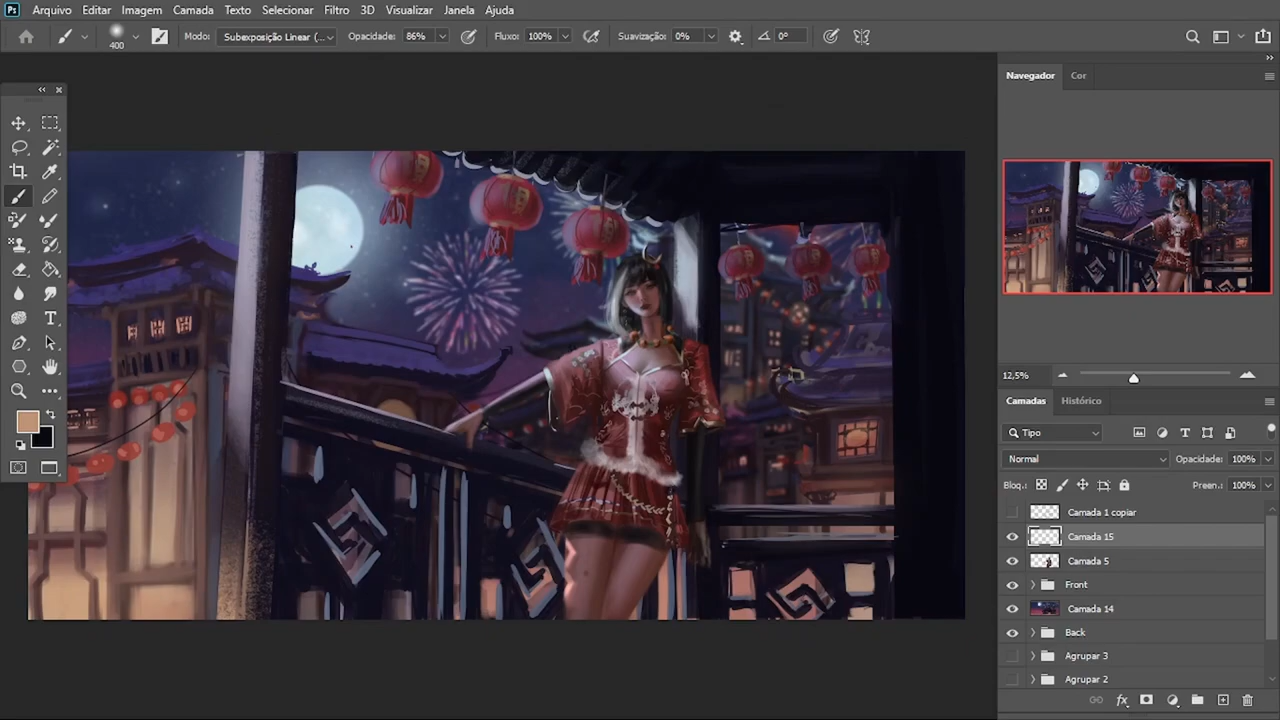 Ps Arquivo Editar Imagem Camada Texto Selecionar Filtro 3D Visualizar Janela Ajuda
400 Modo: Subexposição Linear (... Opacidade: 86% Fluxo: 100% Suavização: 0% 0°
Navegador Cor
12,5%
Camadas Histórico
Tipo
Normal Opacidade: 100%
Bloq.: Preen.: 100%
Camada 1 copiar
Camada 15
Camada 5
Front
Camada 14
Back
Agrupar 3
Agrupar 2